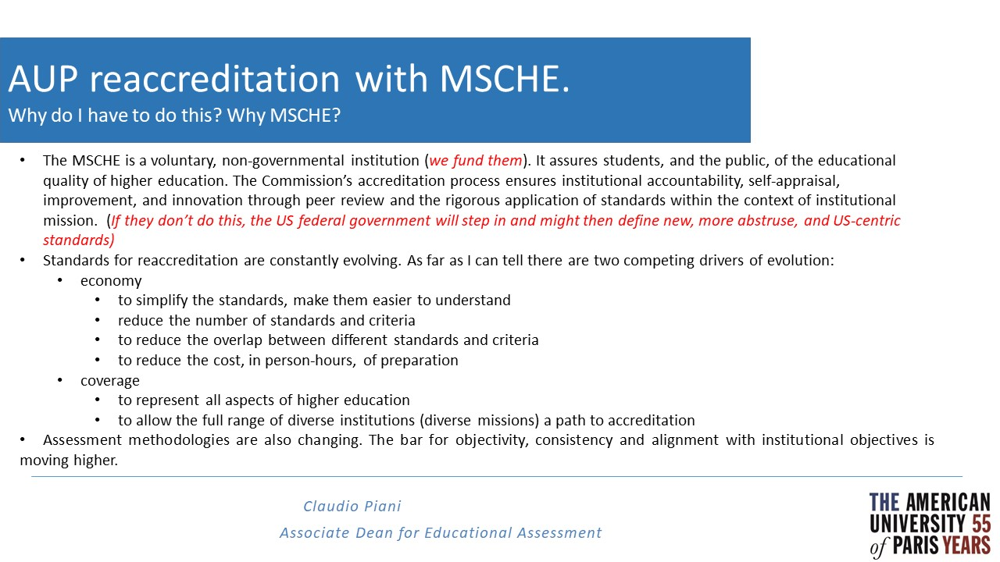 AUP reaccreditation with MSCHE.
Why do I have to do this? Why MSCHE?
• The MSCHE is a voluntary, non-governmental institution (we fund them). It assures students, and the public, of the educational
quality of higher education. The Commission’s accreditation process ensures institutional accountability, self-appraisal,
improvement, and innovation through peer review and the rigorous application of standards within the context of institutional
mission. (If they don’t do this, the US federal government will step in and might then define new, more abstruse, and US-centric
standards)
• Standards for reaccreditation are constantly evolving. As far as I can tell there are two competing drivers of evolution:
• economy
• to simplify the standards, make them easier to understand
• reduce the number of standards and criteria
• to reduce the overlap between different standards and criteria
• to reduce the cost, in person-hours, of preparation
• coverage
• to represent all aspects of higher education
• to allow the full range of diverse institutions (diverse missions) a path to accreditation
• Assessment methodologies are also changing. The bar for objectivity, consistency and alignment with institutional objectives is
moving higher.
Claudio Piani
Associate Dean for Educational Assessment
THE AMERICAN
UNIVERSITY 55
of PARIS YEARS